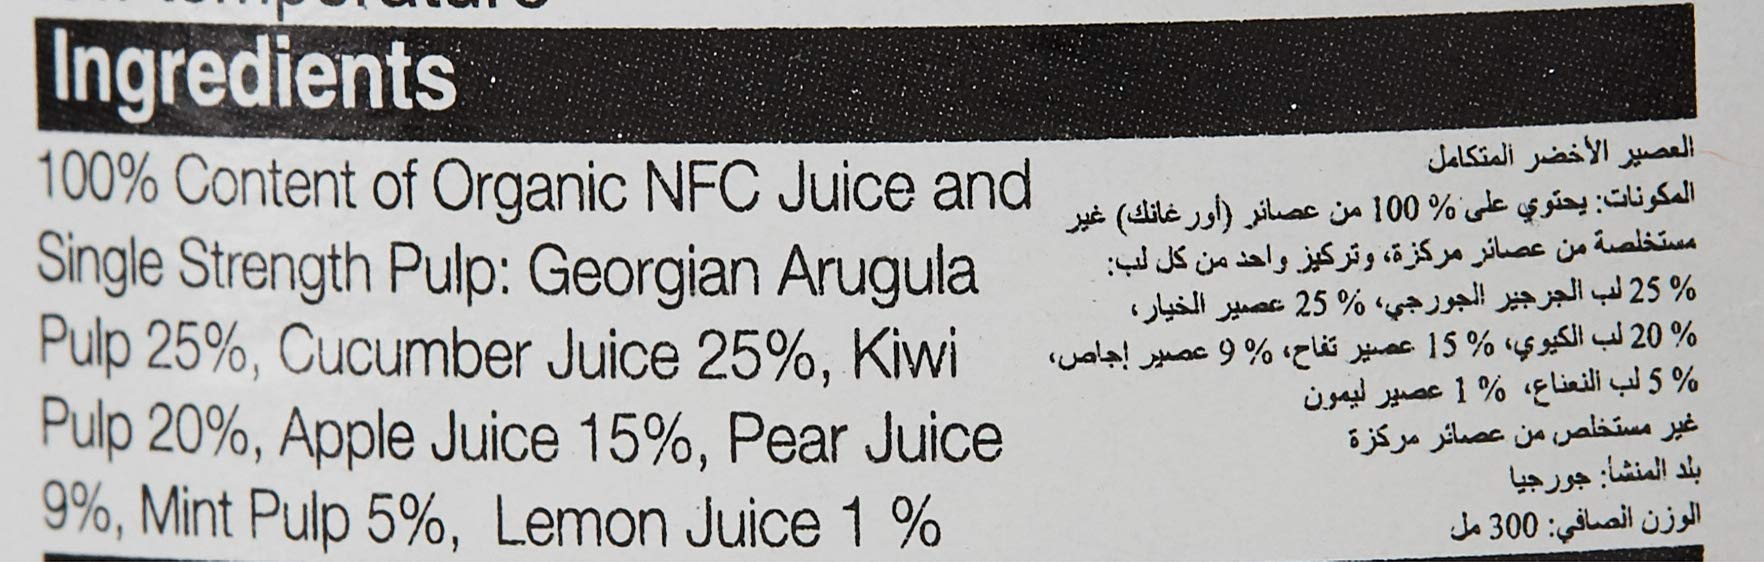 temperature
Ingredients
100% Content of Organic NFC Juice and
Single Strength Pulp: Georgian Arugula
Pulp 25%, Cucumber Juice 25%, Kiwi
Pulp 20%, Apple Juice 15%, Pear Juice
9%, Mint Pulp 5%, Lemon Juice 1 %
العصير الأخضر المتكامل
المكونات: يحتوي على % 100 من عصائر (أورغانك) غير
مستخلصة من عصائر مركزة، وتركيز واحد من كل لب:
% 25 لب الجرجير الجورجي، % 25 عصير الخيار،
% 20 لب الكيوي، % 15 عصير تفاح، % 9 عصير إجاص،
% 5 لب النعناع، % 1 عصير ليمون
غير مستخلص من عصائر مركزة
بلد المنشأ: جورجيا
الوزن الصافي: 300 مل